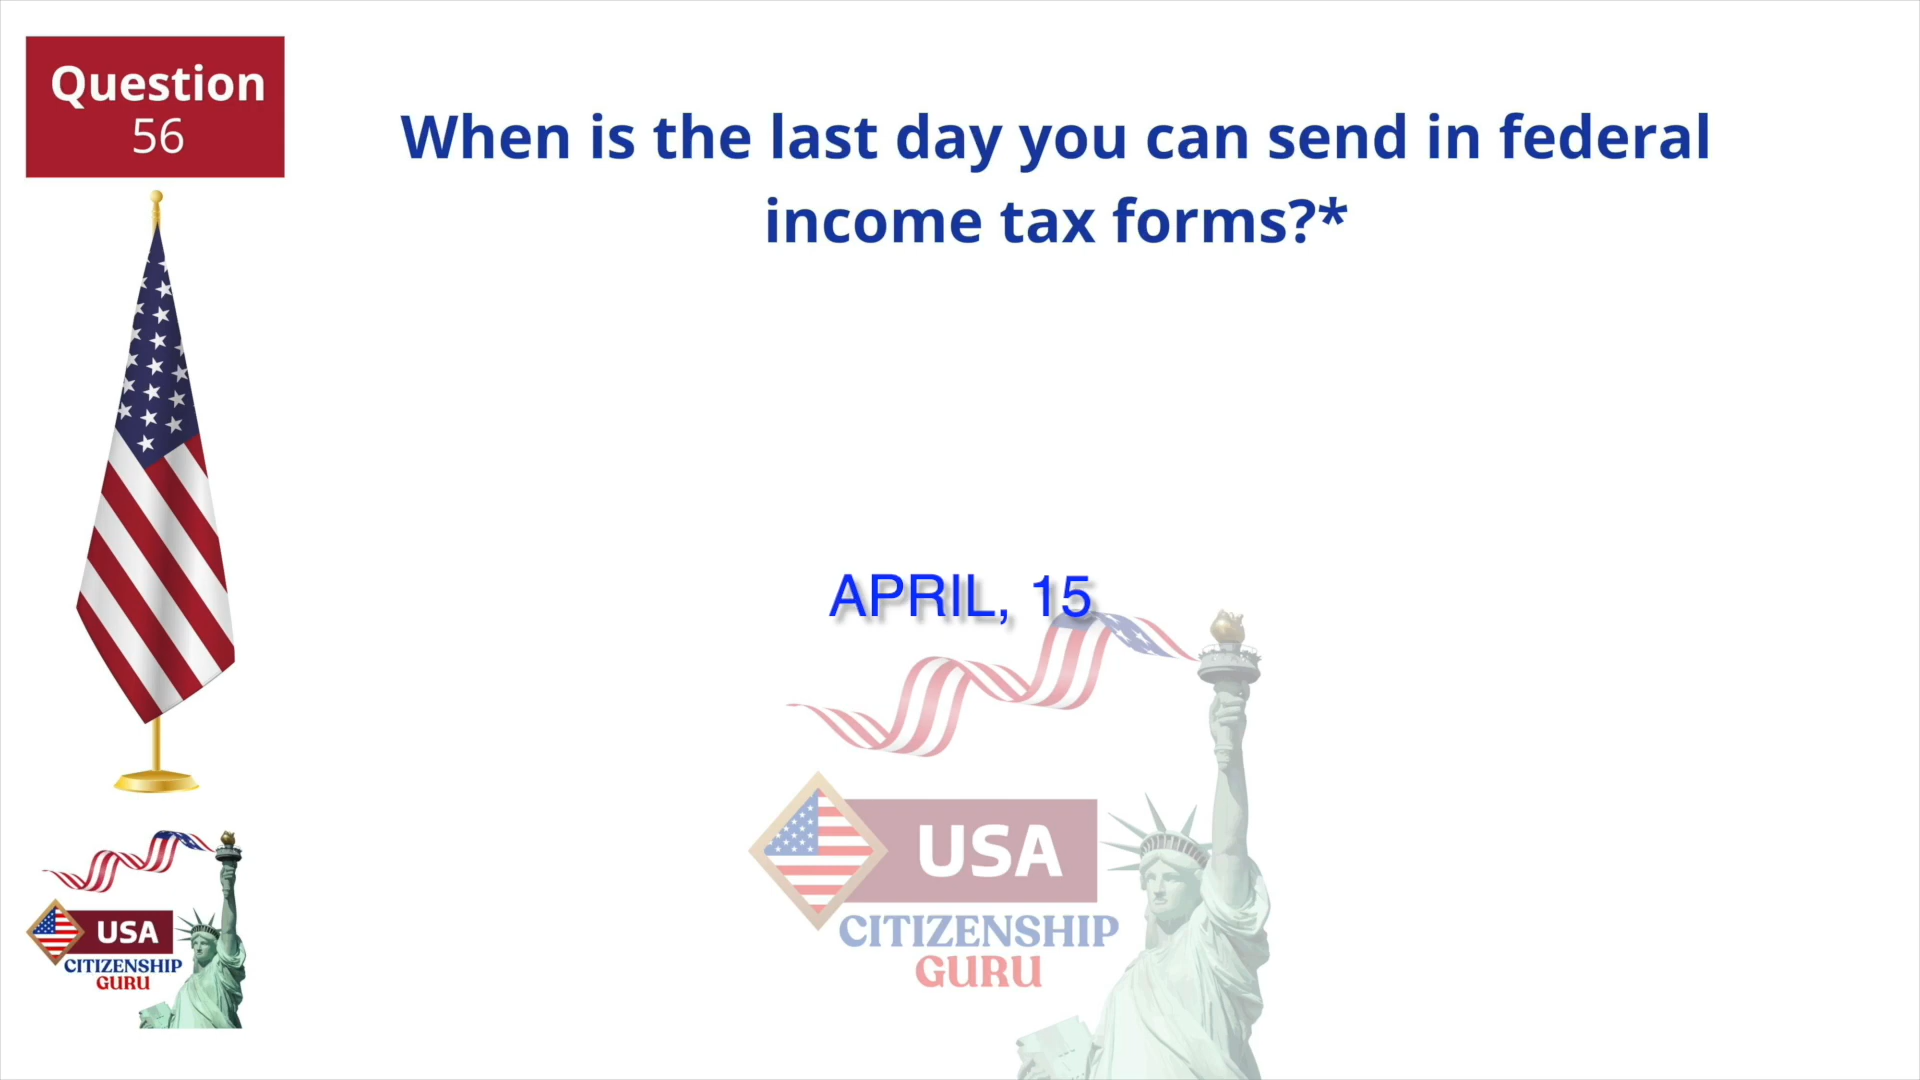 Question
56
When is the last day you can send in federal
income tax forms?*
APRIL, 15
USA
CITIZENSHIP
GURU
USA
CITIZENSHIP
GURU